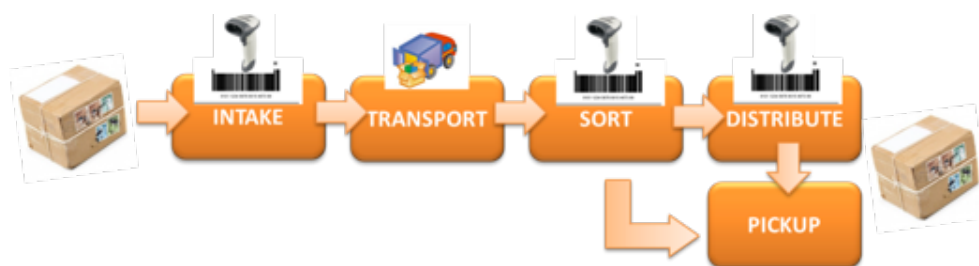 INTAKE
TRANSPORT
SORT
DISTRIBUTE
PICKUP